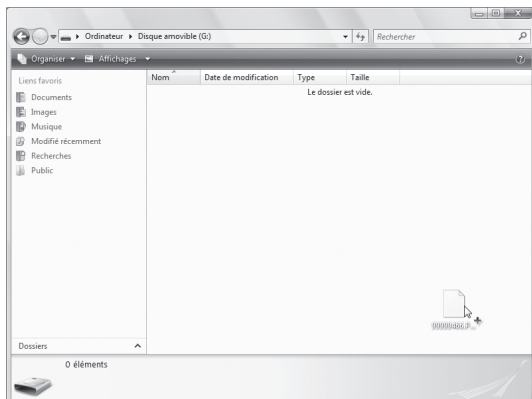 Ordinateur Disque amovible (G:) Rechercher
Organiser Affichages
Liens favoris
Nom Date de modification Type Taille
Le dossier est vide.
Documents
Images
Musique
Modifié récemment
Recherches
Public
Dossiers
0 éléments